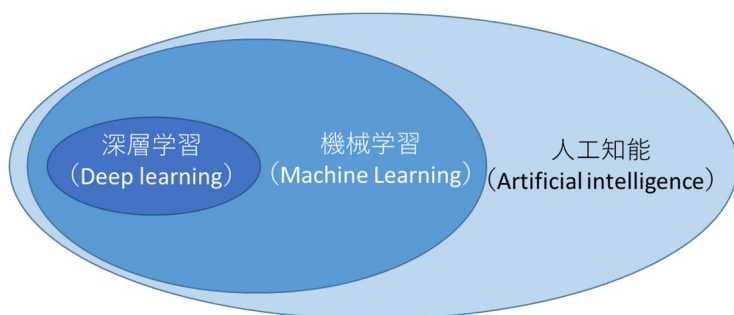 深層学習
（Deep learning）
機械学習
（Machine Learning）
人工知能
（Artificial intelligence）